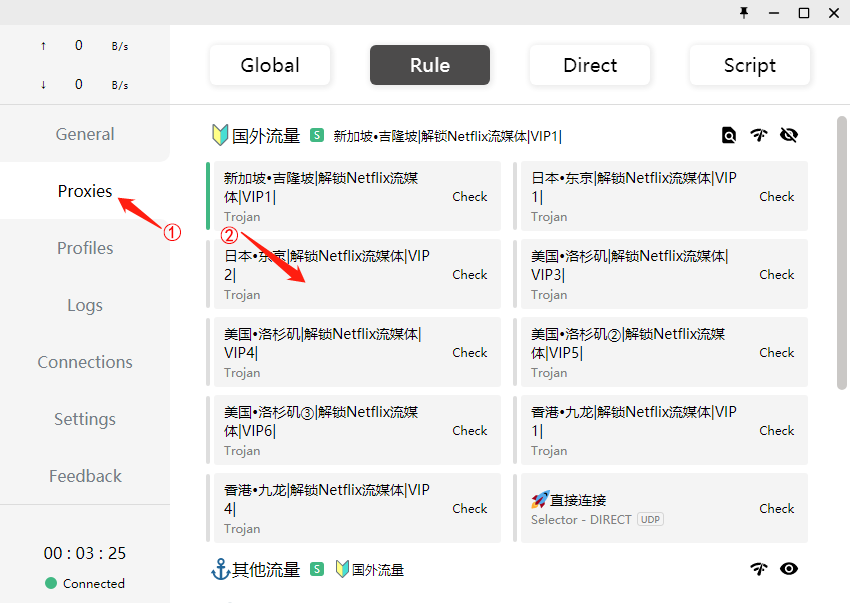 ↑ 0 B/s
↓ 0 B/s
General
Proxies
Profiles
Logs
Connections
Settings
Feedback
00 : 03 : 25
Connected
Global
Rule
Direct
Script
国外流量 S 新加坡•吉隆坡|解锁Netflix流媒体|VIP1|
新加坡•吉隆坡|解锁Netflix流媒
体|VIP1|
Trojan
Check
日本•东京|解锁Netflix流媒体|VIP
1|
Trojan
Check
日本•东京|解锁Netflix流媒体|VIP
2|
Trojan
Check
美国•洛杉矶|解锁Netflix流媒体|
VIP3|
Trojan
Check
美国•洛杉矶|解锁Netflix流媒体|
VIP4|
Trojan
Check
美国•洛杉矶②|解锁Netflix流媒
体|VIP5|
Trojan
Check
美国•洛杉矶③|解锁Netflix流媒
体|VIP6|
Trojan
Check
香港•九龙|解锁Netflix流媒体|VIP
1|
Trojan
Check
香港•九龙|解锁Netflix流媒体|VIP
4|
Trojan
Check
🚀直接连接
Selector - DIRECT UDP
Check
其他流量 S 国外流量
①
②